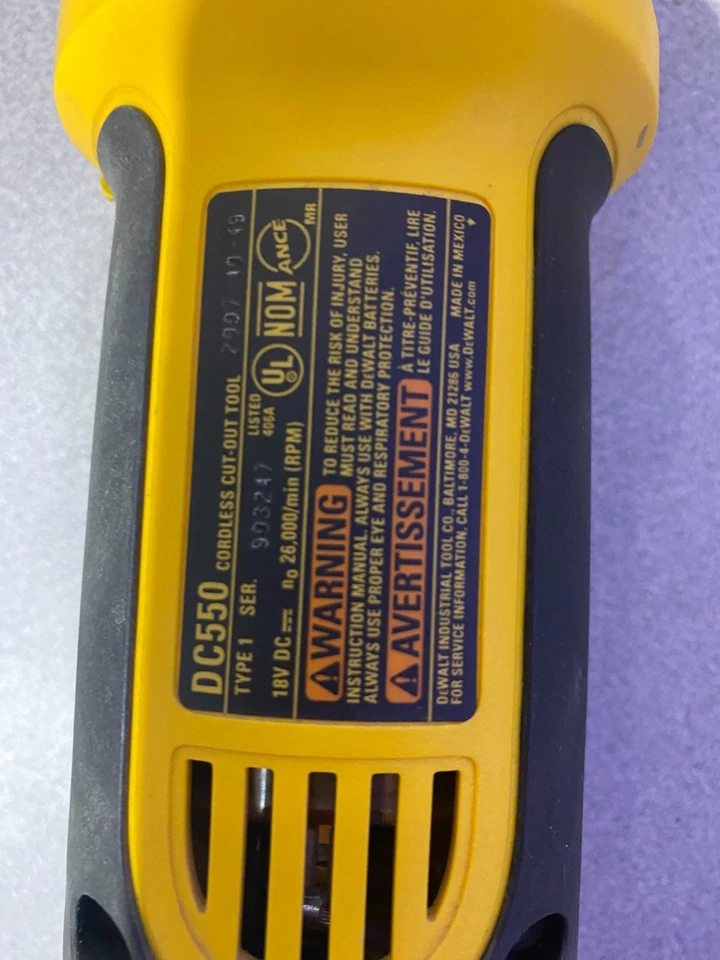 DC550 CORDLESS CUT-OUT TOOL 2007 10-49
TYPE 1 SER. 903247 LISTED 406A UL NOM ANCE MR
18V DC n0 26,000/min (RPM)
WARNING TO REDUCE THE RISK OF INJURY, USER
MUST READ AND UNDERSTAND
INSTRUCTION MANUAL. ALWAYS USE WITH DEWALT BATTERIES.
ALWAYS USE PROPER EYE AND RESPIRATORY PROTECTION.
AVERTISSEMENT À TITRE-PRÉVENTIF, LIRE
LE GUIDE D'UTILISATION.
DEWALT INDUSTRIAL TOOL CO., BALTIMORE, MD 21286 USA MADE IN MEXICO
FOR SERVICE INFORMATION, CALL 1-800-4-DEWALT www.DEWALT.com